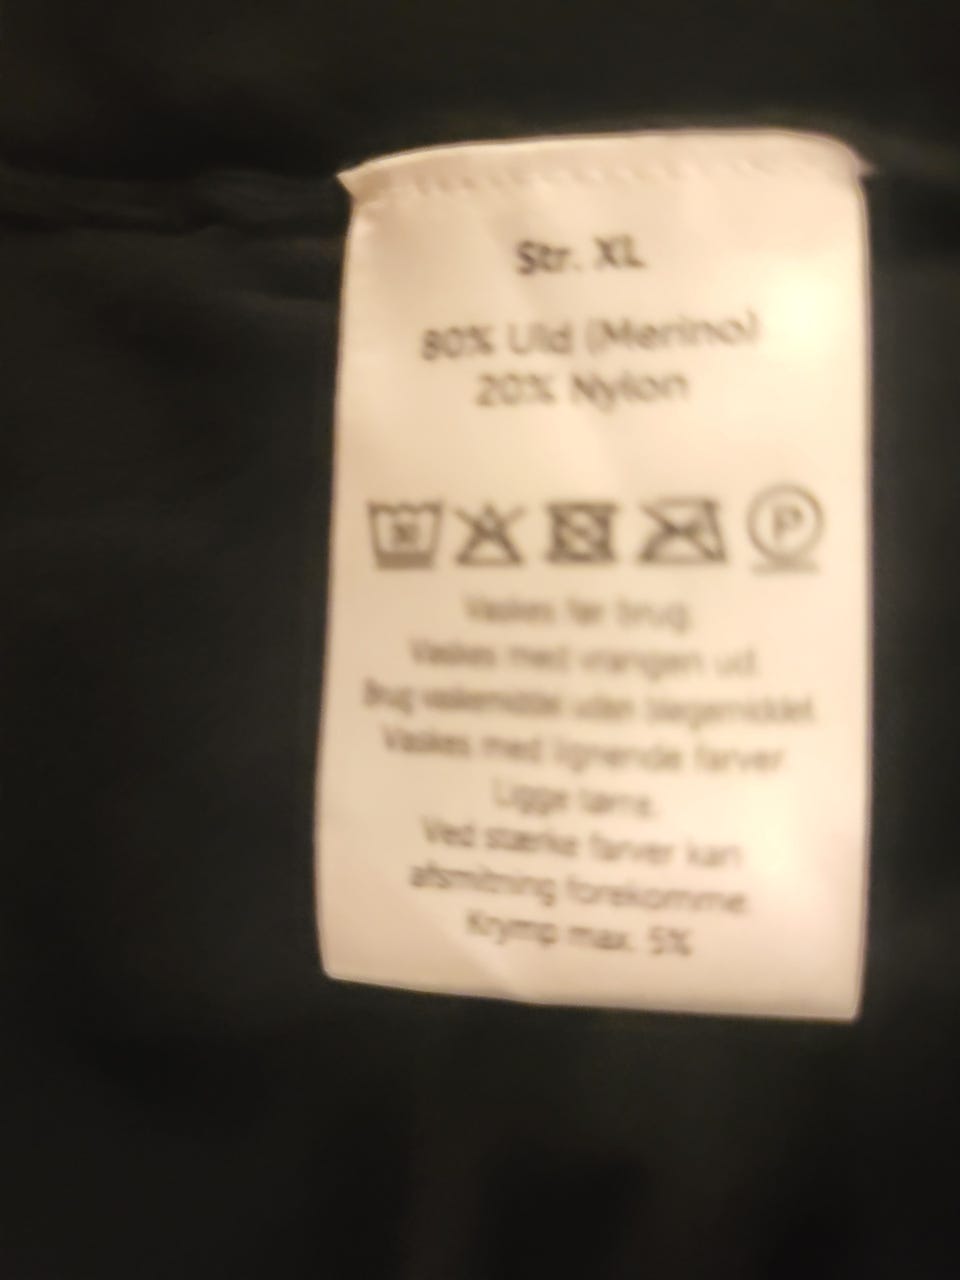 Str. XL
80% Uld (Merino)
20% Nylon
P
Vaskes før brug.
Vaskes med vrangen ud.
Brug vaskemiddel uden blegemiddel.
Vaskes med lignende farver.
Ligge tørre.
Ved stærke farver kan
afsmitning forekomme.
Krymp max. 5%